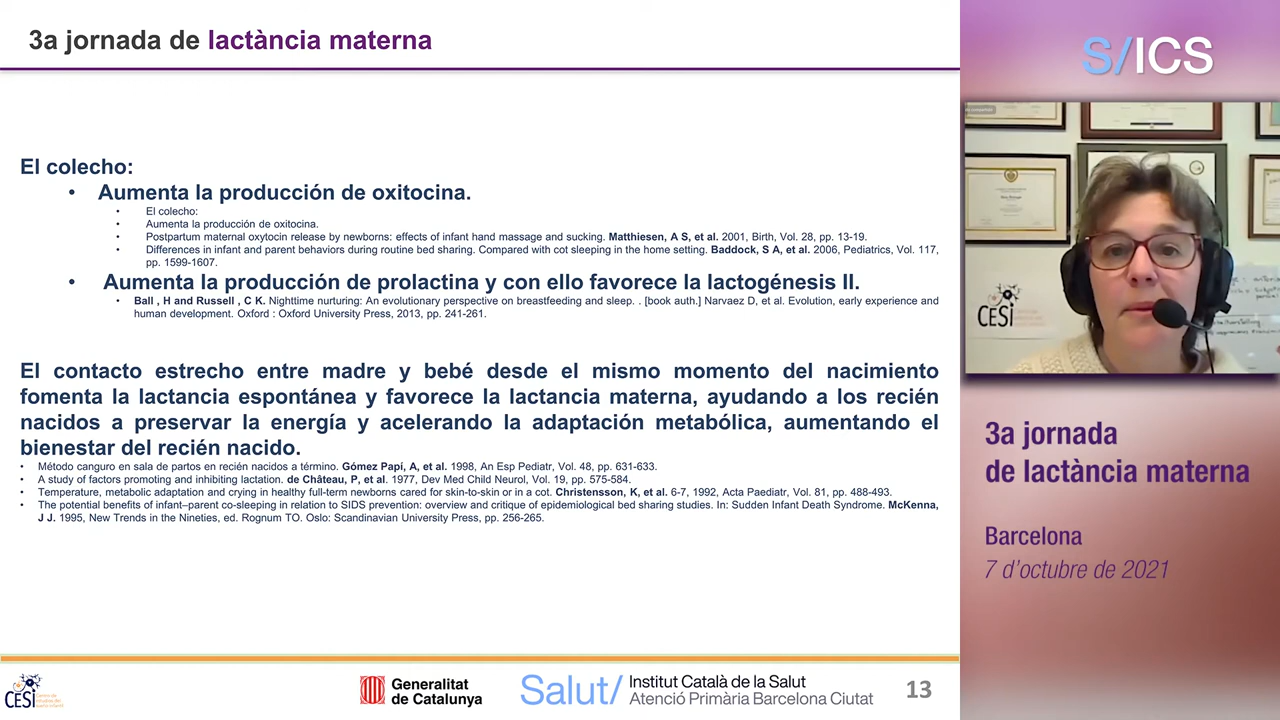 3a jornada de lactància materna
El colecho:
• Aumenta la producción de oxitocina.
• El colecho:
• Aumenta la producción de oxitocina.
• Postpartum maternal oxytocin release by newborns: effects of infant hand massage and sucking. Matthiesen, A S, et al. 2001, Birth, Vol. 28, pp. 13-19.
• Differences in infant and parent behaviors during routine bed sharing. Compared with cot sleeping in the home setting. Baddock, S A, et al. 2006, Pediatrics, Vol. 117,
pp. 1599-1607.
• Aumenta la producción de prolactina y con ello favorece la lactogénesis II.
• Ball , H and Russell , C K. Nighttime nurturing: An evolutionary perspective on breastfeeding and sleep. . [book auth.] Narvaez D, et al. Evolution, early experience and
human development. Oxford : Oxford University Press, 2013, pp. 241-261.
El contacto estrecho entre madre y bebé desde el mismo momento del nacimiento
fomenta la lactancia espontánea y favorece la lactancia materna, ayudando a los recién
nacidos a preservar la energía y acelerando la adaptación metabólica, aumentando el
bienestar del recién nacido.
• Método canguro en sala de partos en recién nacidos a término. Gómez Papí, A, et al. 1998, An Esp Pediatr, Vol. 48, pp. 631-633.
• A study of factors promoting and inhibiting lactation. de Château, P, et al. 1977, Dev Med Child Neurol, Vol. 19, pp. 575-584.
• Temperature, metabolic adaptation and crying in healthy full-term newborns cared for skin-to-skin or in a cot. Christensson, K, et al. 6-7, 1992, Acta Paediatr, Vol. 81, pp. 488-493.
• The potential benefits of infant–parent co-sleeping in relation to SIDS prevention: overview and critique of epidemiological bed sharing studies. In: Sudden Infant Death Syndrome. McKenna,
J J. 1995, New Trends in the Nineties, ed. Rognum TO. Oslo: Scandinavian University Press, pp. 256-265.
CESI
Generalitat
de Catalunya
Salut/
Institut Català de la Salut
Atenció Primària Barcelona Ciutat
13
S/ICS
CESI
3a jornada
de lactància materna
Barcelona
7 d'octubre de 2021